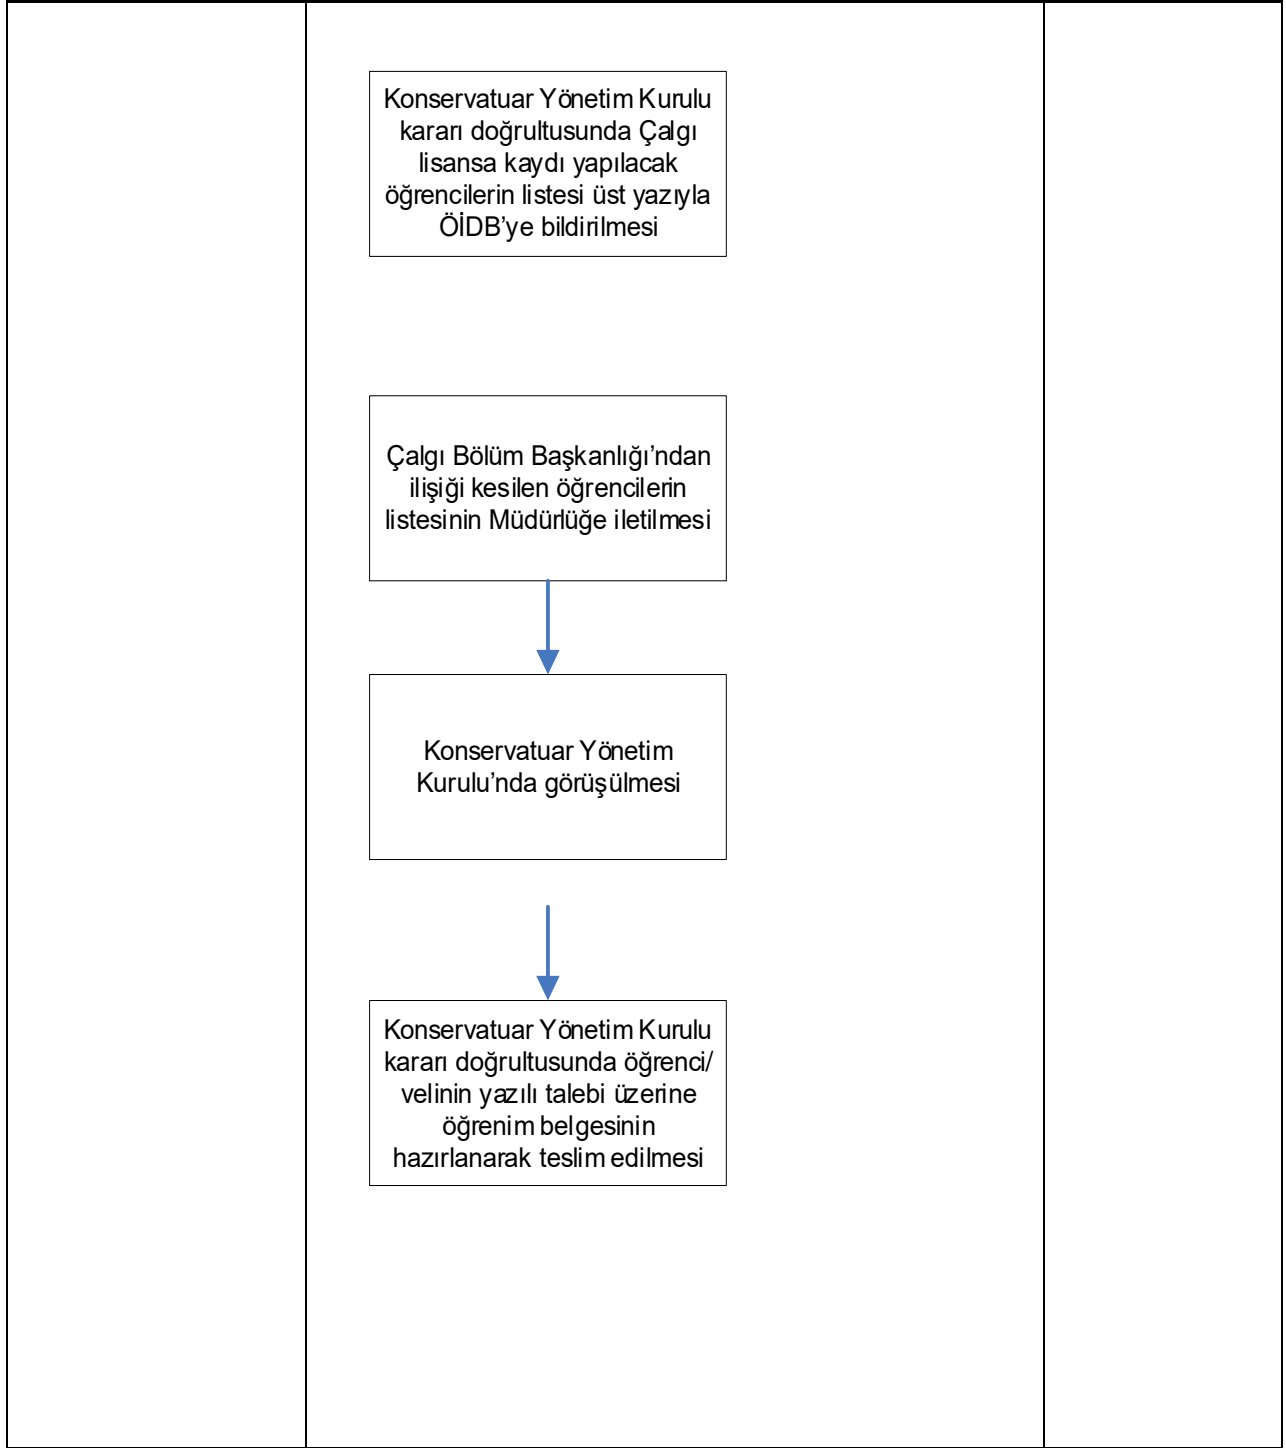 Konservatuar Yönetim Kurulu
kararı doğrultusunda Çalgı
lisansa kaydı yapılacak
öğrencilerin listesi üst yazıyla
ÖİDB’ye bildirilmesi
Çalgı Bölüm Başkanlığı’ndan
ilişiği kesilen öğrencilerin
listesinin Müdürlüğe iletilmesi
Konservatuar Yönetim
Kurulu’nda görüşülmesi
Konservatuar Yönetim Kurulu
kararı doğrultusunda öğrenci/
velinin yazılı talebi üzerine
öğrenim belgesinin
hazırlanarak teslim edilmesi